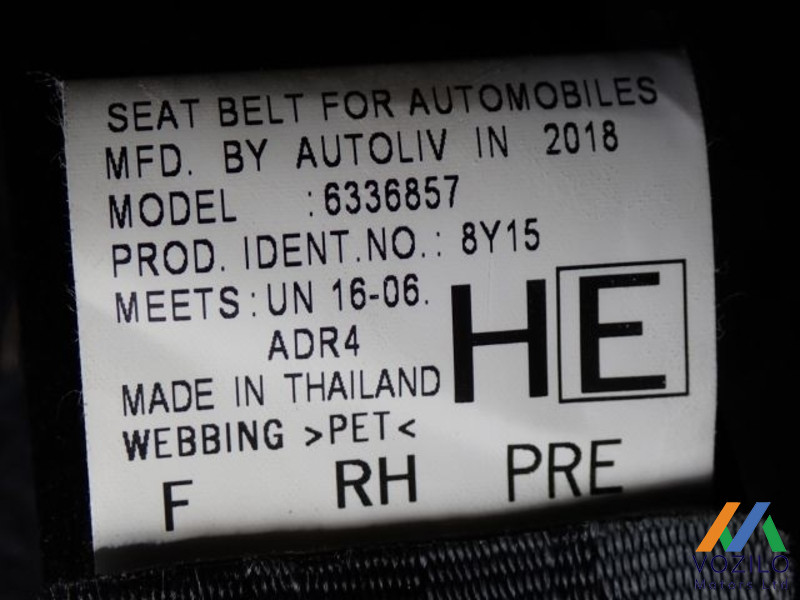 SEAT BELT FOR AUTOMOBILES
MFD. BY AUTOLIV IN 2018
MODEL :6336857
PROD. IDENT.NO.: 8Y15
MEETS:UN 16-06.
ADR4
HE
MADE IN THAILAND
WEBBING >PET<
F RH PRE
VOZILO